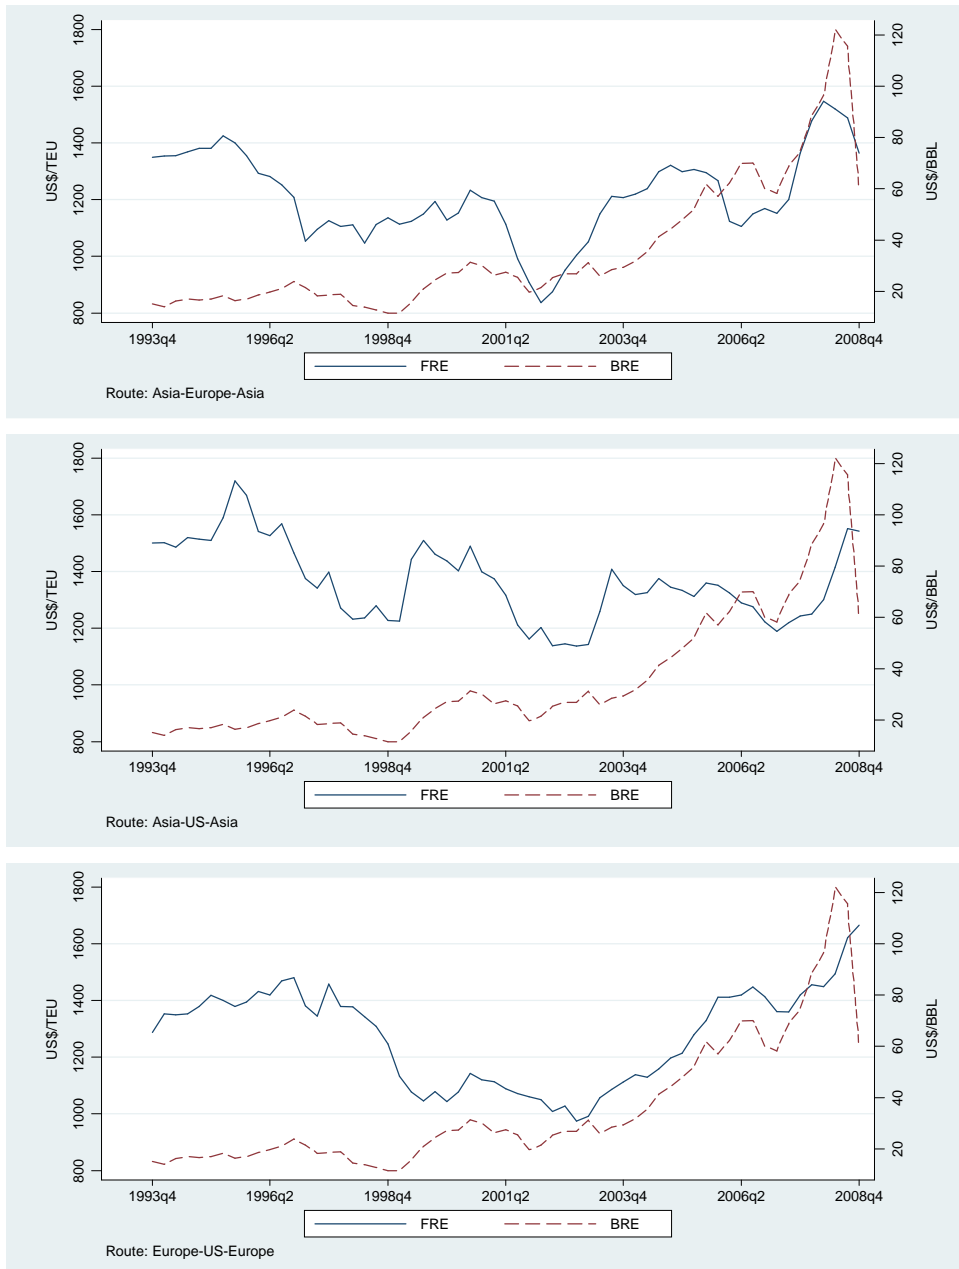 1800
1600
1400
1200
1000
800
US$/TEU
120
100
80
60
40
20
US$/BBL
1993q4 1996q2 1998q4 2001q2 2003q4 2006q2 2008q4
FRE BRE
Route: Asia-Europe-Asia
1800
1600
1400
1200
1000
800
US$/TEU
120
100
80
60
40
20
US$/BBL
1993q4 1996q2 1998q4 2001q2 2003q4 2006q2 2008q4
FRE BRE
Route: Asia-US-Asia
1800
1600
1400
1200
1000
800
US$/TEU
120
100
80
60
40
20
US$/BBL
1993q4 1996q2 1998q4 2001q2 2003q4 2006q2 2008q4
FRE BRE
Route: Europe-US-Europe